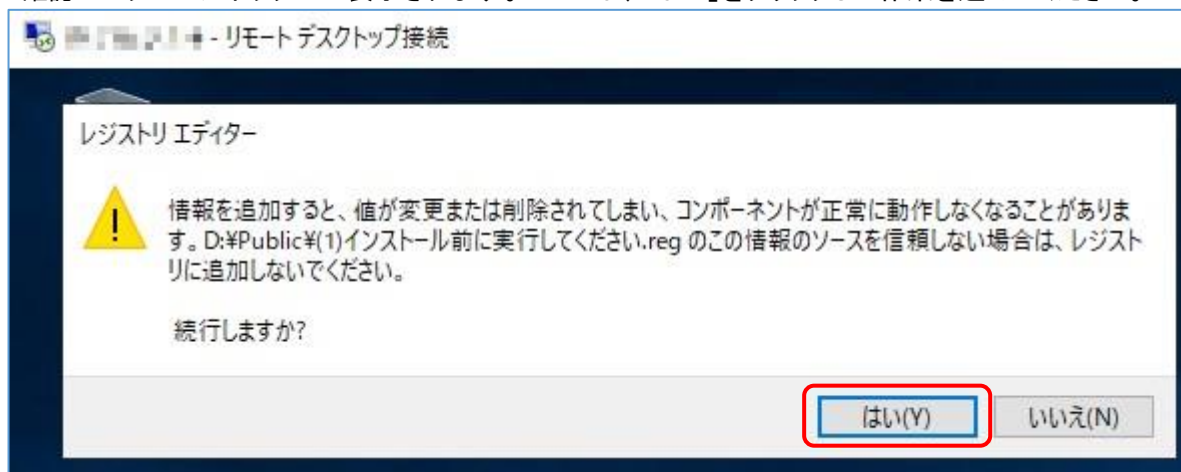 - リモート デスクトップ接続
レジストリ エディター
情報を追加すると、値が変更または削除されてしまい、コンポーネントが正常に動作しなくなることがありま
す。D:¥Public¥(1)インストール前に実行してください.reg のこの情報のソースを信頼しない場合は、レジスト
リに追加しないでください。
続行しますか?
はい(Y)
いいえ(N)